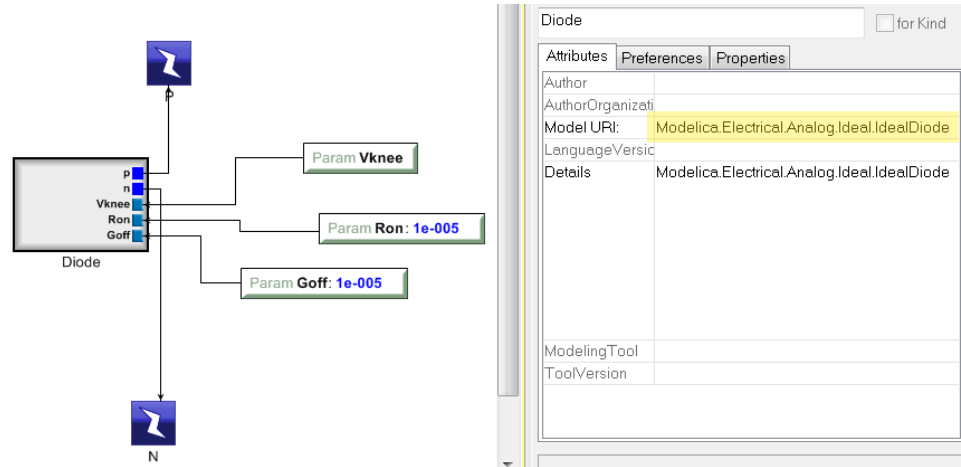 P
p
n
Vknee
Ron
Goff
Diode
Param Vknee
Param Ron: 1e-005
Param Goff: 1e-005
N
Diode
for Kind
Attributes
Preferences
Properties
Author
AuthorOrganizati
Model URI: Modelica.Electrical.Analog.Ideal.IdealDiode
LanguageVersic
Details Modelica.Electrical.Analog.Ideal.IdealDiode
ModelingTool
ToolVersion